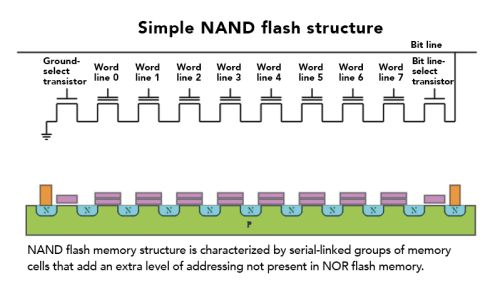 Simple NAND flash structure
Bit line
Ground-
select
transistor
Word
line 0
Word
line 1
Word
line 2
Word
line 3
Word
line 4
Word
line 5
Word
line 6
Word
line 7
Bit line-
select
transistor
N N N N N N N N N N N
P
NAND flash memory structure is characterized by serial-linked groups of memory
cells that add an extra level of addressing not present in NOR flash memory.